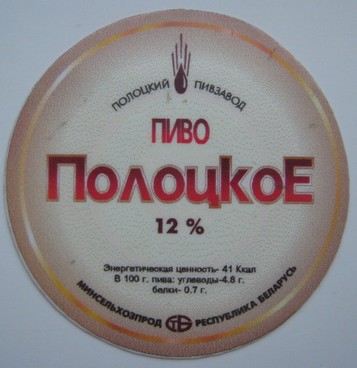 ПОЛОЦКИЙ ПИВЗАВОД
ПИВО
ПОЛОЦКОЕ
12 %
Энергетическая ценность- 41 Ккал
В 100 г. пива: углеводы-4.8 г.
белки- 0.7 г.
МИНСЕЛЬХОЗПРОД РЕСПУБЛИКА БЕЛАРУСЬ